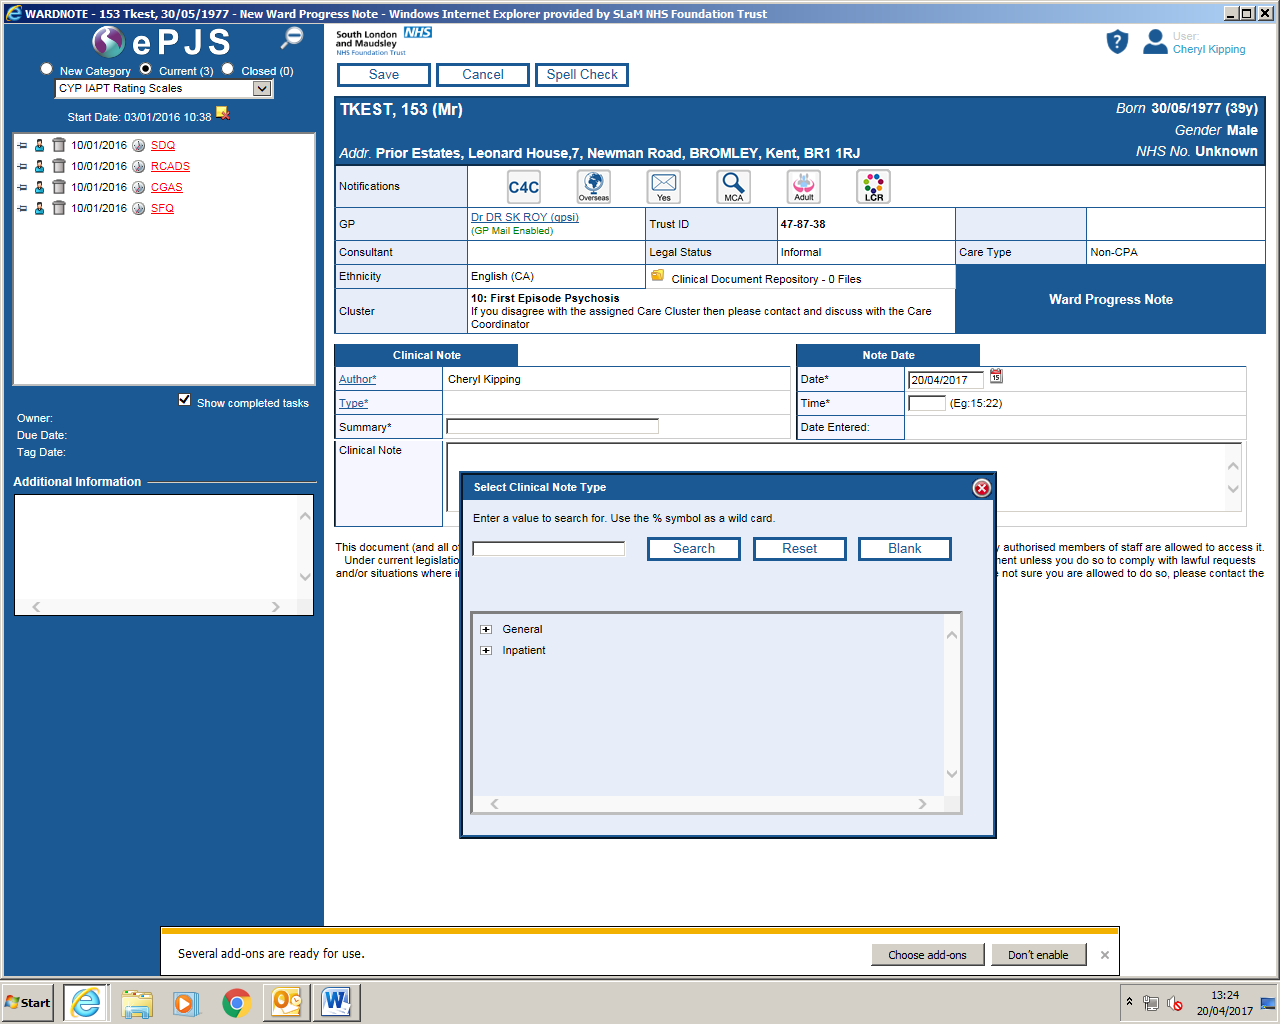 WARDNOTE - 153 Tkest, 30/05/1977 - New Ward Progress Note - Windows Internet Explorer provided by SLaM NHS Foundation Trust
ePJS
New Category Current (3) Closed (0)
CYP IAPT Rating Scales
Start Date: 03/01/2016 10:38
10/01/2016 SDQ
10/01/2016 RCADS
10/01/2016 CGAS
10/01/2016 SFQ
Show completed tasks
Owner:
Due Date:
Tag Date:
Additional Information
South London and Maudsley NHS
NHS Foundation Trust
User:
Cheryl Kipping
Save Cancel Spell Check
TKEST, 153 (Mr)
Born 30/05/1977 (39y)
Gender Male
Addr. Prior Estates, Leonard House,7, Newman Road, BROMLEY, Kent, BR1 1RJ
NHS No. Unknown
Notifications C4C Overseas Yes MCA Adult LCR
GP Dr DR SK ROY (gpsi) Trust ID 47-87-38
(GP Mail Enabled)
Consultant Legal Status Informal Care Type Non-CPA
Ethnicity English (CA) Clinical Document Repository - 0 Files
Ward Progress Note
Cluster 10: First Episode Psychosis
If you disagree with the assigned Care Cluster then please contact and discuss with the Care
Coordinator
Clinical Note
Author* Cheryl Kipping
Type*
Summary*
Clinical Note
Note Date
Date* 20/04/2017
15
Time* (Eg:15:22)
Date Entered:
This document (and all of y authorised members of staff are allowed to access it.
Under current legislatio ment unless you do so to comply with lawful requests
and/or situations where in not sure you are allowed to do so, please contact the
Select Clinical Note Type
Enter a value to search for. Use the % symbol as a wild card.
Search Reset Blank
General
Inpatient
Several add-ons are ready for use.
Choose add-ons Don't enable ×
Start
13:24
20/04/2017